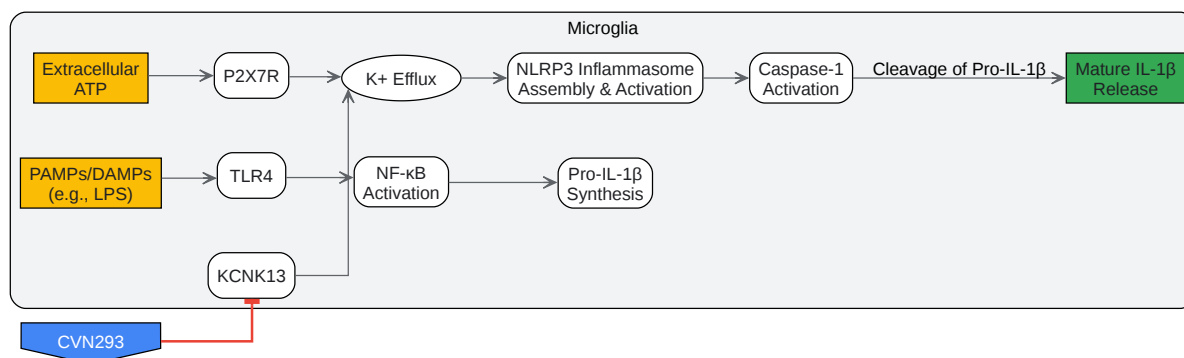 Microglia
Extracellular
ATP
P2X7R
K+ Efflux
NLRP3 Inflammasome
Assembly & Activation
Caspase-1
Activation
Cleavage of Pro-IL-1β
Mature IL-1β
Release
PAMPs/DAMPs
(e.g., LPS)
TLR4
NF-κB
Activation
Pro-IL-1β
Synthesis
KCNK13
CVN293